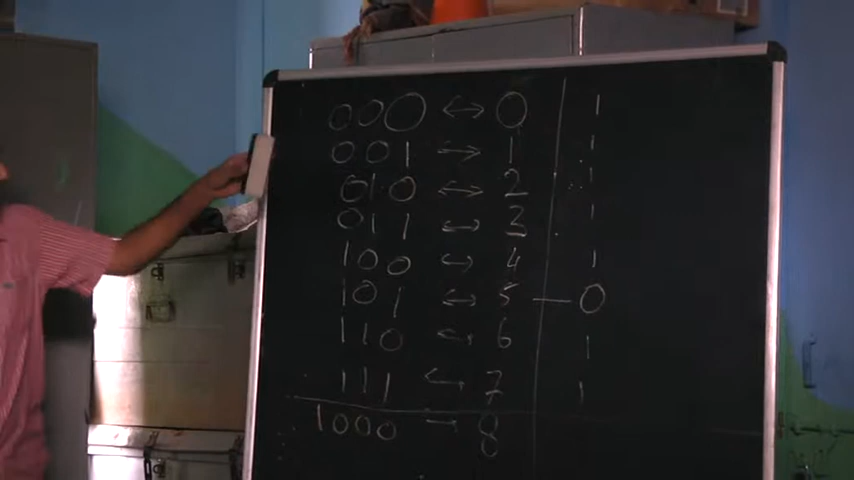 000 ↔ 0 1
001 ↔ 1 1
010 ↔ 2 1
011 ↔ 3 1
100 ↔ 4 1
101 ↔ 5 — 0
110 ↔ 6 1
111 ↔ 7 1
1000 → 8